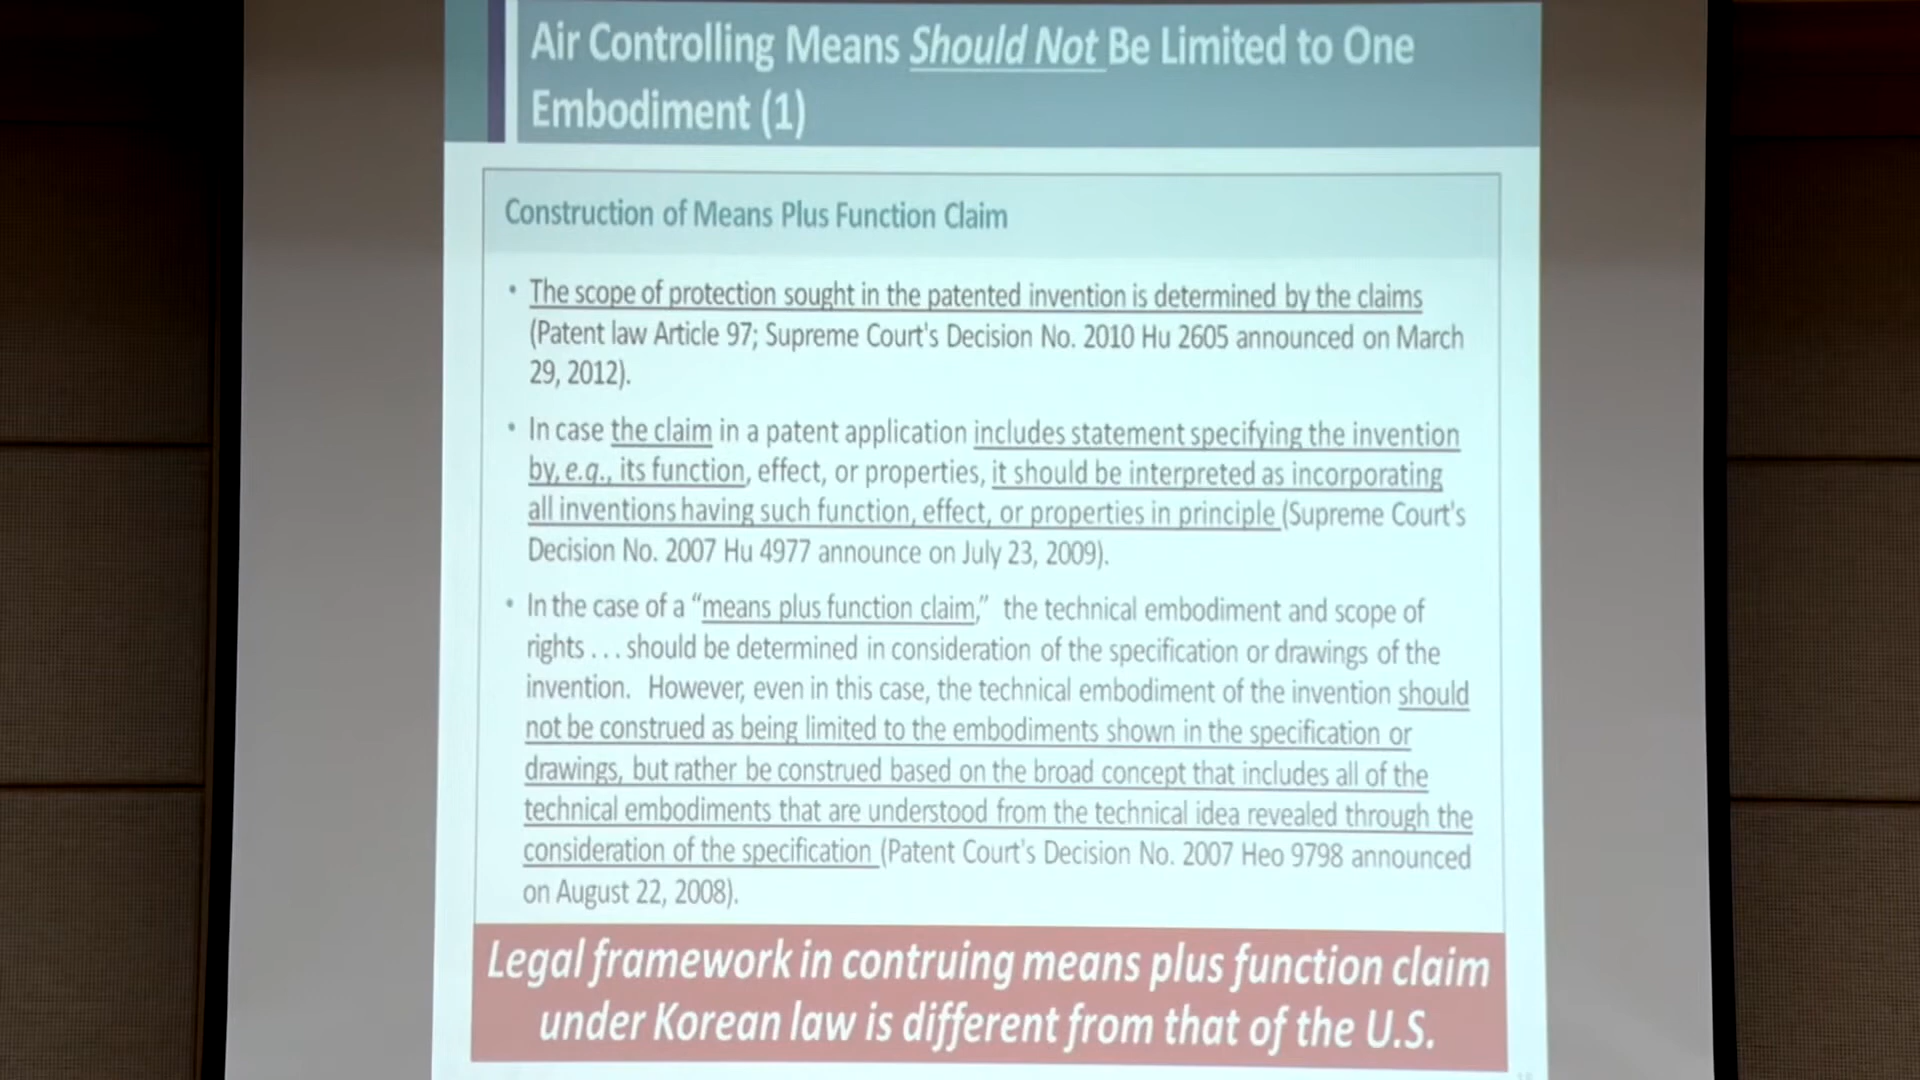 Air Controlling Means Should Not Be Limited to One
Embodiment (1)
Construction of Means Plus Function Claim
• The scope of protection sought in the patented invention is determined by the claims
(Patent law Article 97; Supreme Court's Decision No. 2010 Hu 2605 announced on March
29, 2012).
• In case the claim in a patent application includes statement specifying the invention
by, e.g., its function, effect, or properties, it should be interpreted as incorporating
all inventions having such function, effect, or properties in principle (Supreme Court's
Decision No. 2007 Hu 4977 announce on July 23, 2009).
• In the case of a “means plus function claim,” the technical embodiment and scope of
rights . . . should be determined in consideration of the specification or drawings of the
invention. However, even in this case, the technical embodiment of the invention should
not be construed as being limited to the embodiments shown in the specification or
drawings, but rather be construed based on the broad concept that includes all of the
technical embodiments that are understood from the technical idea revealed through the
consideration of the specification (Patent Court's Decision No. 2007 Heo 9798 announced
on August 22, 2008).
Legal framework in contruing means plus function claim
under Korean law is different from that of the U.S.